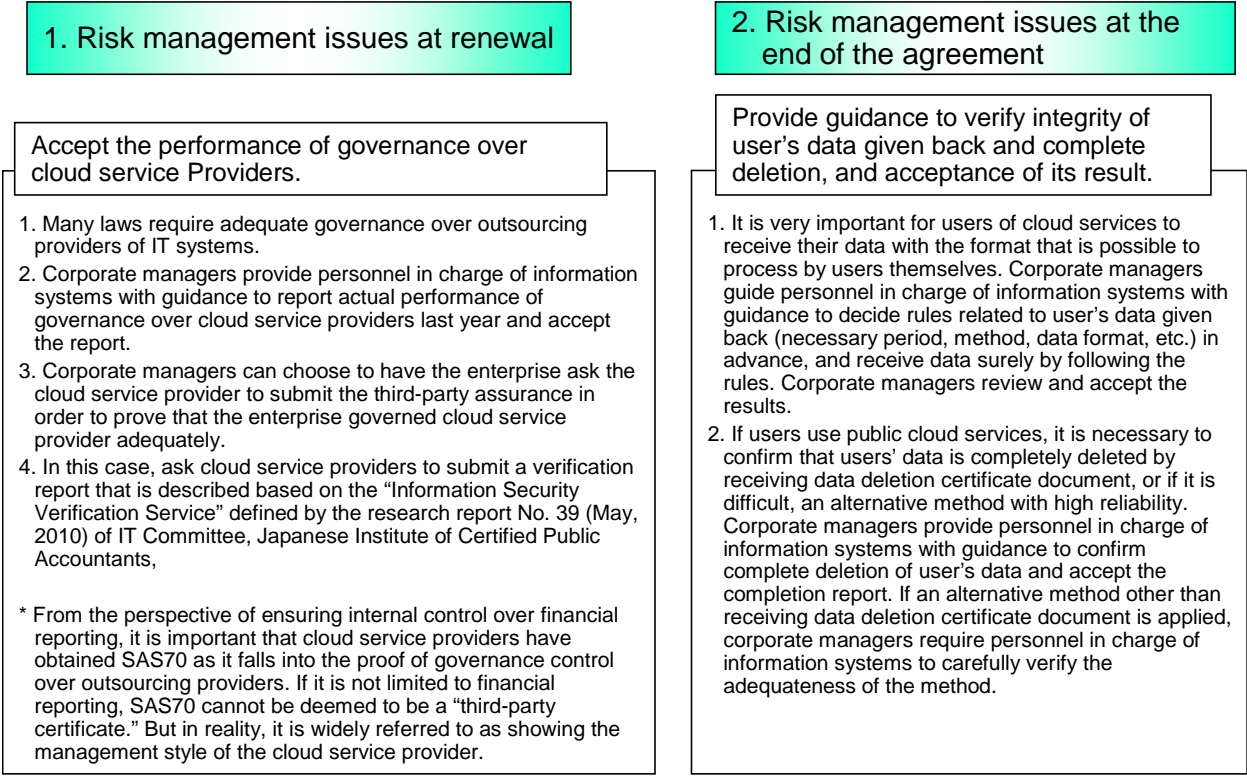 1. Risk management issues at renewal
Accept the performance of governance over
cloud service Providers.
1. Many laws require adequate governance over outsourcing
providers of IT systems.
2. Corporate managers provide personnel in charge of information
systems with guidance to report actual performance of
governance over cloud service providers last year and accept
the report.
3. Corporate managers can choose to have the enterprise ask the
cloud service provider to submit the third-party assurance in
order to prove that the enterprise governed cloud service
provider adequately.
4. In this case, ask cloud service providers to submit a verification
report that is described based on the “Information Security
Verification Service” defined by the research report No. 39 (May,
2010) of IT Committee, Japanese Institute of Certified Public
Accountants,
* From the perspective of ensuring internal control over financial
reporting, it is important that cloud service providers have
obtained SAS70 as it falls into the proof of governance control
over outsourcing providers. If it is not limited to financial
reporting, SAS70 cannot be deemed to be a “third-party
certificate.” But in reality, it is widely referred to as showing the
management style of the cloud service provider.
2. Risk management issues at the
end of the agreement
Provide guidance to verify integrity of
user’s data given back and complete
deletion, and acceptance of its result.
1. It is very important for users of cloud services to
receive their data with the format that is possible to
process by users themselves. Corporate managers
guide personnel in charge of information systems with
guidance to decide rules related to user’s data given
back (necessary period, method, data format, etc.) in
advance, and receive data surely by following the
rules. Corporate managers review and accept the
results.
2. If users use public cloud services, it is necessary to
confirm that users’ data is completely deleted by
receiving data deletion certificate document, or if it is
difficult, an alternative method with high reliability.
Corporate managers provide personnel in charge of
information systems with guidance to confirm
complete deletion of user’s data and accept the
completion report. If an alternative method other than
receiving data deletion certificate document is applied,
corporate managers require personnel in charge of
information systems to carefully verify the
adequateness of the method.